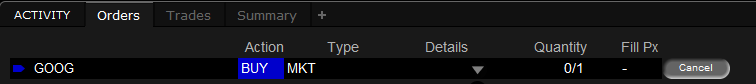 ACTIVITY Orders Trades Summary +
Action Type Details Quantity Fill Px
GOOG BUY MKT 0/1 - Cancel